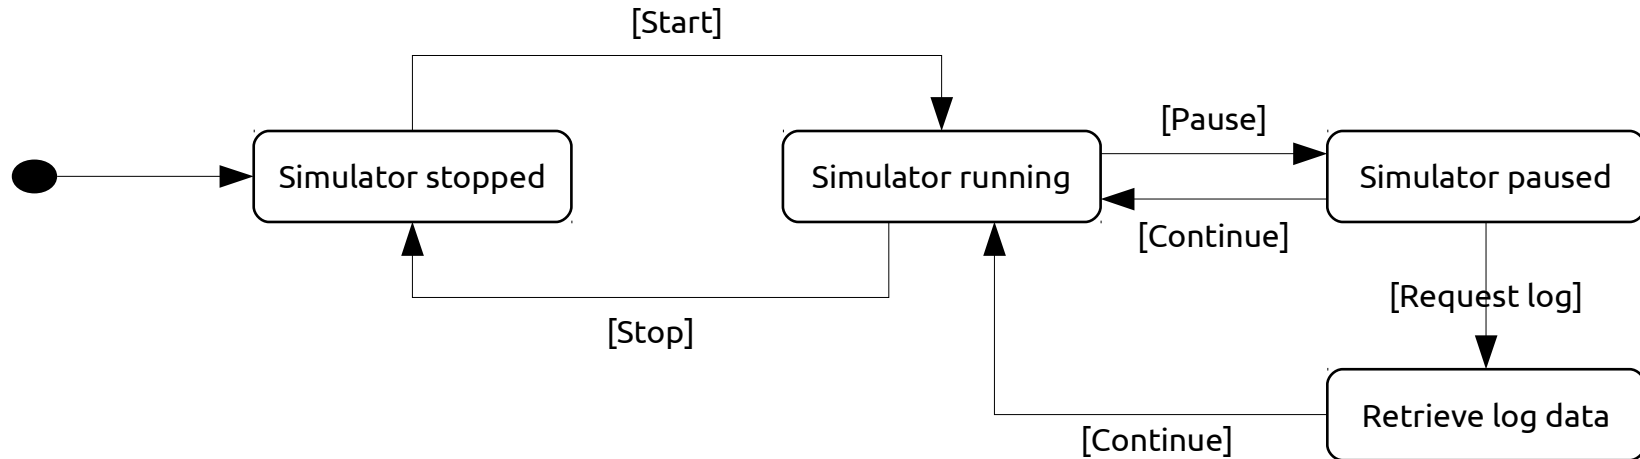 [Start]
[Pause]
Simulator stopped
Simulator running
Simulator paused
[Continue]
[Request log]
[Stop]
Retrieve log data
[Continue]